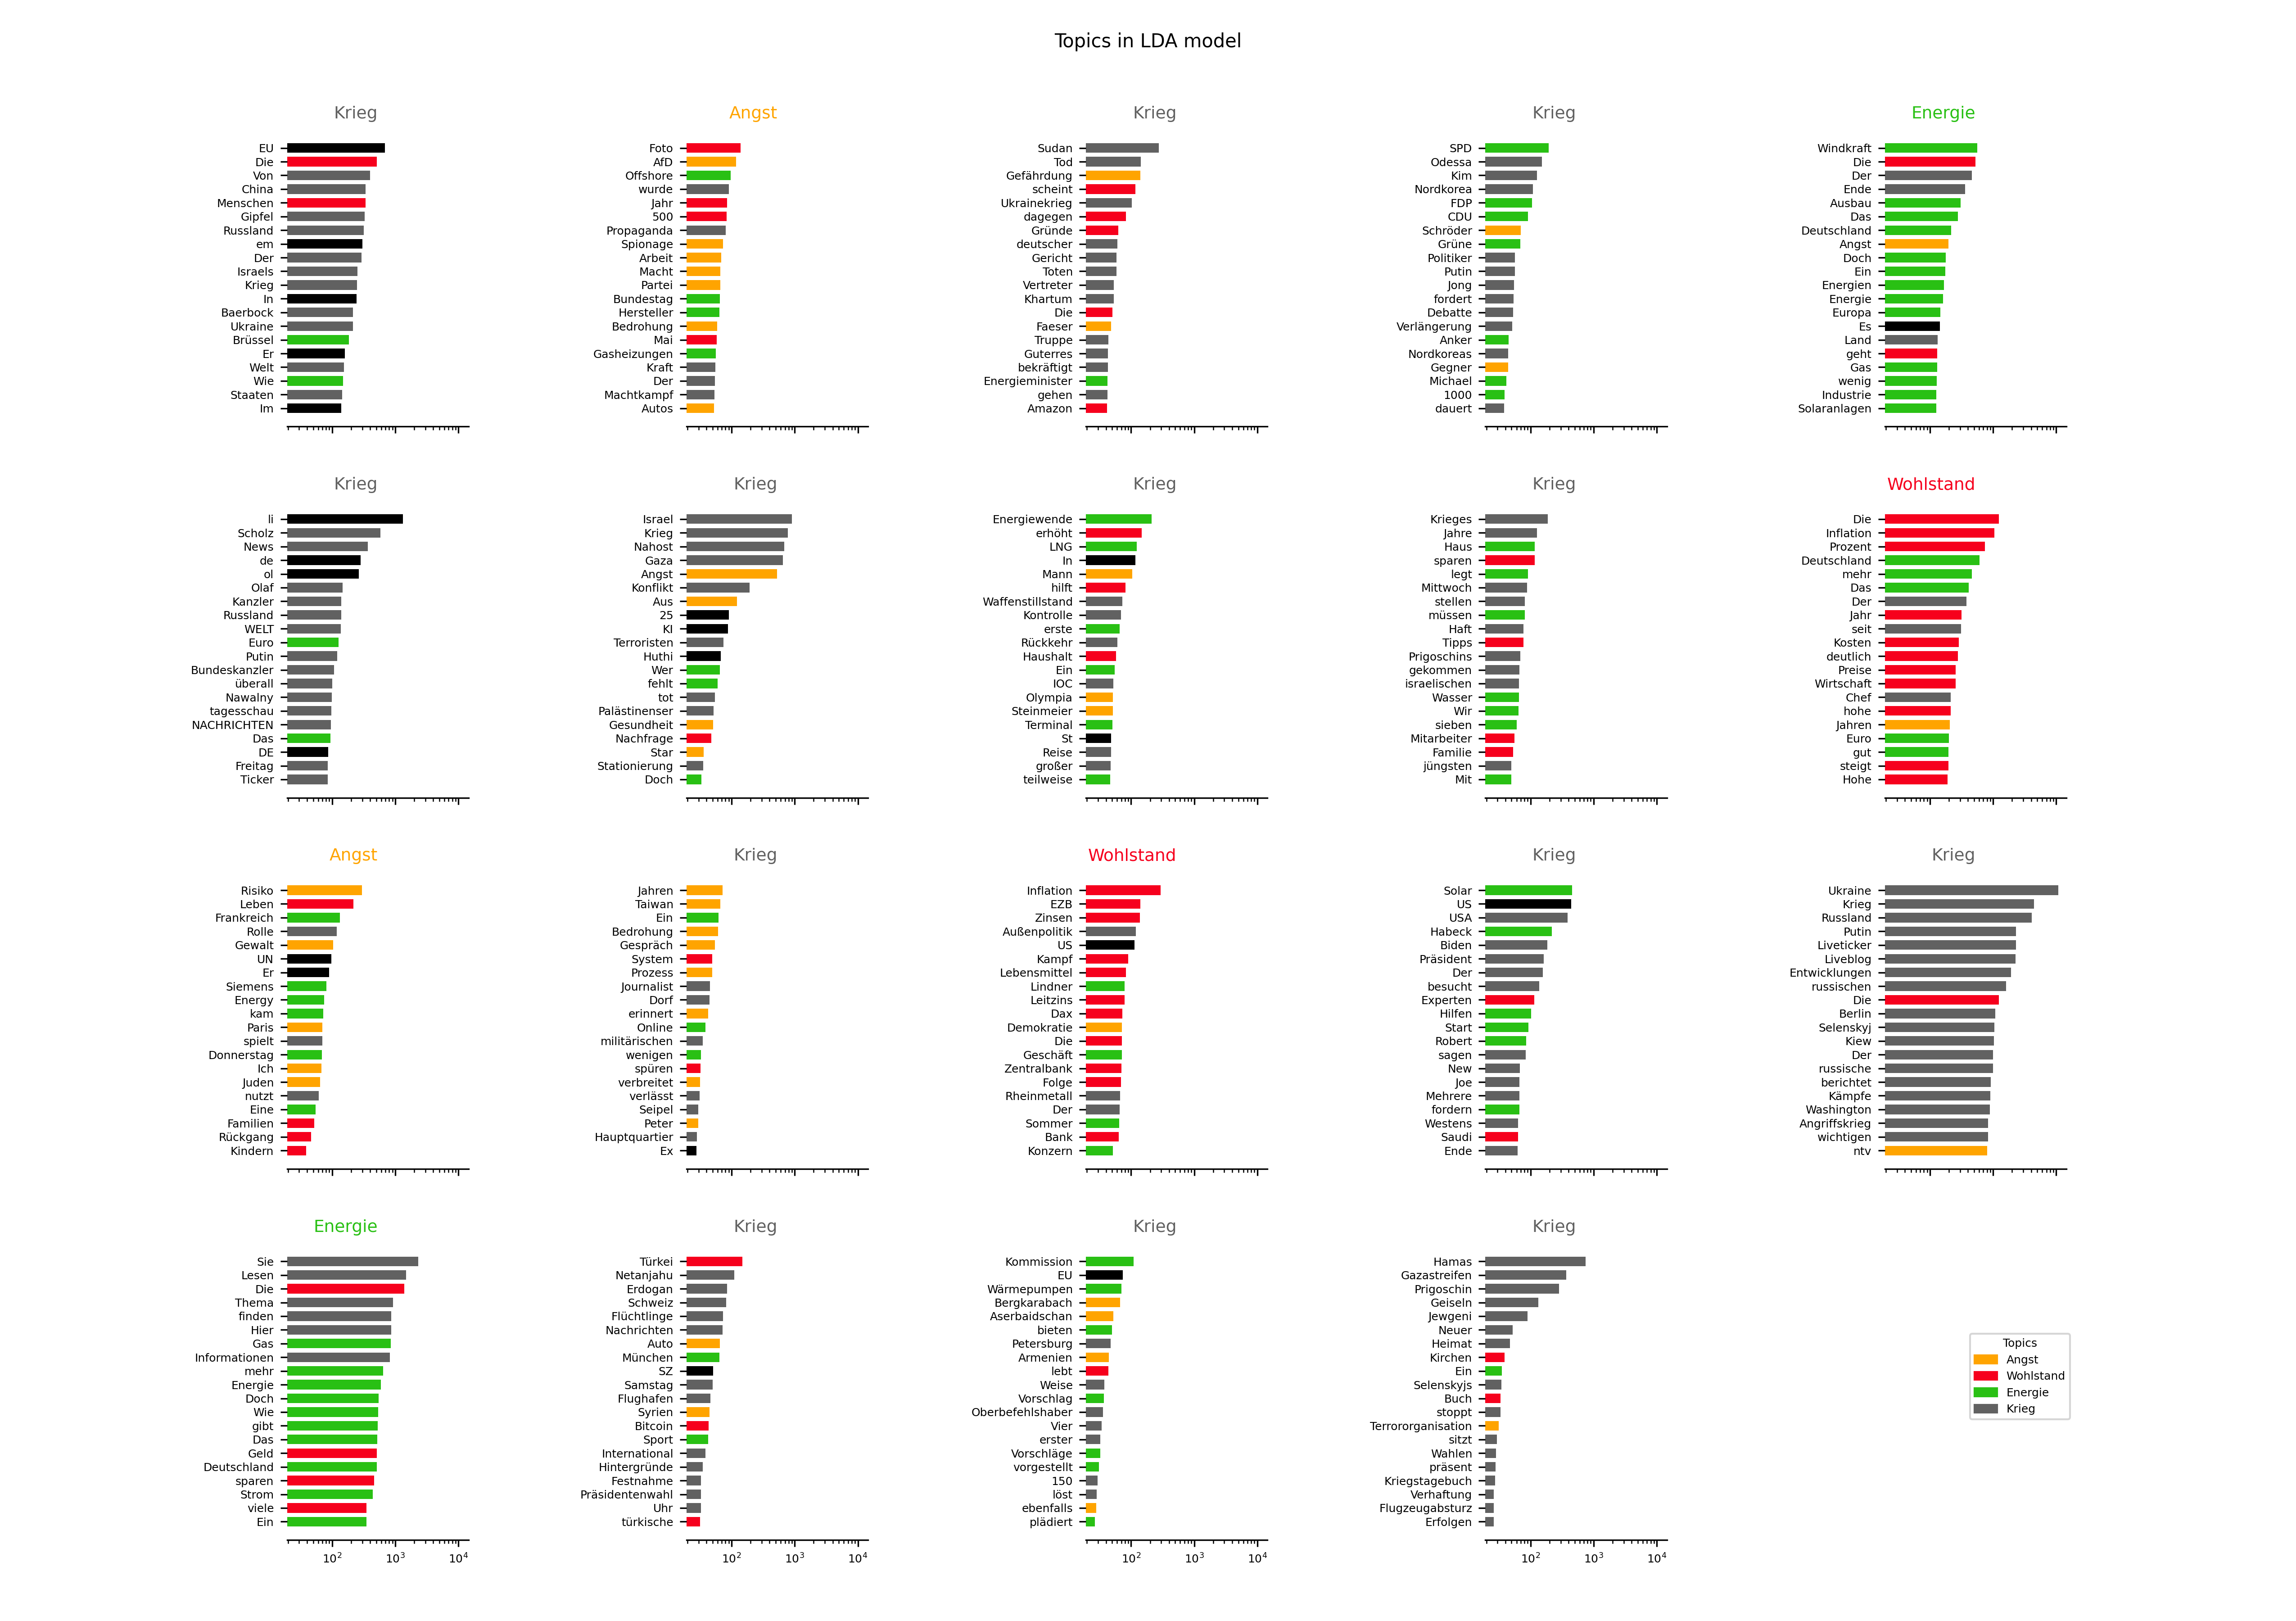 Topics in LDA model
Krieg
EU
Die
Von
China
Menschen
Gipfel
Russland
em
Der
Israels
Krieg
In
Baerbock
Ukraine
Brüssel
Er
Welt
Wie
Staaten
Im
Angst
Foto
AfD
Offshore
wurde
Jahr
500
Propaganda
Spionage
Arbeit
Macht
Partei
Bundestag
Hersteller
Bedrohung
Mai
Gasheizungen
Kraft
Der
Machtkampf
Autos
Krieg
Sudan
Tod
Gefährdung
scheint
Ukrainekrieg
dagegen
Gründe
deutscher
Gericht
Toten
Vertreter
Khartum
Die
Faeser
Truppe
Guterres
bekräftigt
Energieminister
gehen
Amazon
Krieg
SPD
Odessa
Kim
Nordkorea
FDP
CDU
Schröder
Grüne
Politiker
Putin
Jong
fordert
Debatte
Verlängerung
Anker
Nordkoreas
Gegner
Michael
1000
dauert
Energie
Windkraft
Die
Der
Ende
Ausbau
Das
Deutschland
Angst
Doch
Ein
Energien
Energie
Europa
Es
Land
geht
Gas
wenig
Industrie
Solaranlagen
Krieg
li
Scholz
News
de
ol
Olaf
Kanzler
Russland
WELT
Euro
Putin
Bundeskanzler
überall
Nawalny
tagesschau
NACHRICHTEN
Das
DE
Freitag
Ticker
Krieg
Israel
Krieg
Nahost
Gaza
Angst
Konflikt
Aus
25
KI
Terroristen
Huthi
Wer
fehlt
tot
Palästinenser
Gesundheit
Nachfrage
Star
Stationierung
Doch
Krieg
Energiewende
erhöht
LNG
In
Mann
hilft
Waffenstillstand
Kontrolle
erste
Rückkehr
Haushalt
Ein
IOC
Olympia
Steinmeier
Terminal
St
Reise
großer
teilweise
Krieg
Krieges
Jahre
Haus
sparen
legt
Mittwoch
stellen
müssen
Haft
Tipps
Prigoschins
gekommen
israelischen
Wasser
Wir
sieben
Mitarbeiter
Familie
jüngsten
Mit
Wohlstand
Die
Inflation
Prozent
Deutschland
mehr
Das
Der
Jahr
seit
Kosten
deutlich
Preise
Wirtschaft
Chef
hohe
Jahren
Euro
gut
steigt
Hohe
Angst
Risiko
Leben
Frankreich
Rolle
Gewalt
UN
Er
Siemens
Energy
kam
Paris
spielt
Donnerstag
Ich
Juden
nutzt
Eine
Familien
Rückgang
Kindern
Krieg
Jahren
Taiwan
Ein
Bedrohung
Gespräch
System
Prozess
Journalist
Dorf
erinnert
Online
militärischen
wenigen
spüren
verbreitet
verlässt
Seipel
Peter
Hauptquartier
Ex
Wohlstand
Inflation
EZB
Zinsen
Außenpolitik
US
Kampf
Lebensmittel
Lindner
Leitzins
Dax
Demokratie
Die
Geschäft
Zentralbank
Folge
Rheinmetall
Der
Sommer
Bank
Konzern
Krieg
Solar
US
USA
Habeck
Biden
Präsident
Der
besucht
Experten
Hilfen
Start
Robert
sagen
New
Joe
Mehrere
fordern
Westens
Saudi
Ende
Krieg
Ukraine
Krieg
Russland
Putin
Liveticker
Liveblog
Entwicklungen
russischen
Die
Berlin
Selenskyj
Kiew
Der
russische
berichtet
Kämpfe
Washington
Angriffskrieg
wichtigen
ntv
Energie
Sie
Lesen
Die
Thema
finden
Hier
Gas
Informationen
mehr
Energie
Doch
Wie
gibt
Das
Geld
Deutschland
sparen
Strom
viele
Ein
10² 10³ 10⁴
Krieg
Türkei
Netanjahu
Erdogan
Schweiz
Flüchtlinge
Nachrichten
Auto
München
SZ
Samstag
Flughafen
Syrien
Bitcoin
Sport
International
Hintergründe
Festnahme
Präsidentenwahl
Uhr
türkische
10² 10³ 10⁴
Krieg
Kommission
EU
Wärmepumpen
Bergkarabach
Aserbaidschan
bieten
Petersburg
Armenien
lebt
Weise
Vorschlag
Oberbefehlshaber
Vier
erster
Vorschläge
vorgestellt
150
löst
ebenfalls
plädiert
10² 10³ 10⁴
Krieg
Hamas
Gazastreifen
Prigoschin
Geiseln
Jewgeni
Neuer
Heimat
Kirchen
Ein
Selenskyjs
Buch
stoppt
Terrororganisation
sitzt
Wahlen
präsent
Kriegstagebuch
Verhaftung
Flugzeugabsturz
Erfolgen
10² 10³ 10⁴
Topics
Angst
Wohlstand
Energie
Krieg